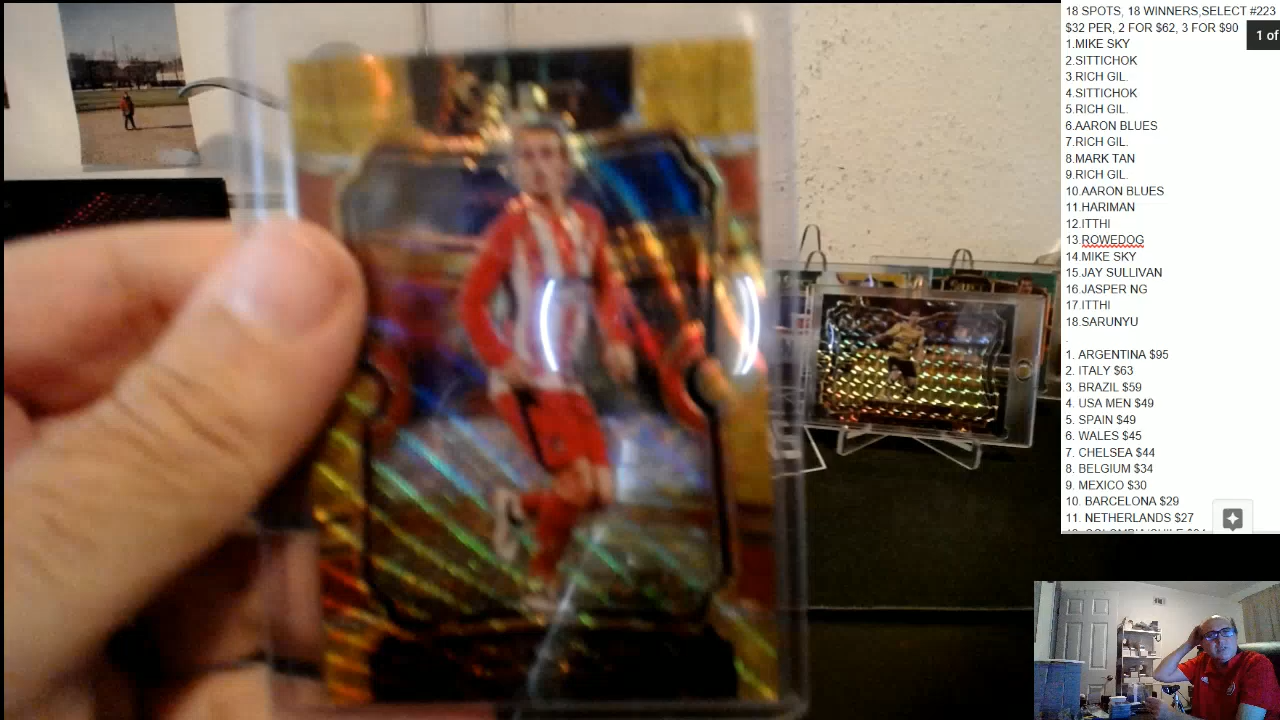 18 SPOTS, 18 WINNERS,SELECT #223
$32 PER, 2 FOR $62, 3 FOR $90
1 of
1.MIKE SKY
2.SITTICHOK
3.RICH GIL.
4.SITTICHOK
5.RICH GIL.
6.AARON BLUES
7.RICH GIL.
8.MARK TAN
9.RICH GIL.
10.AARON BLUES
11 HARIMAN
12.ITTHI
13.ROWEDOG
14.MIKE SKY
15.JAY SULLIVAN
16.JASPER NG
17 ITTHI
18.SARUNYU
.
1. ARGENTINA $95
2. ITALY $63
3. BRAZIL $59
4. USA MEN $49
5. SPAIN $49
6. WALES $45
7. CHELSEA $44
8. BELGIUM $34
9. MEXICO $30
10. BARCELONA $29
11. NETHERLANDS $27